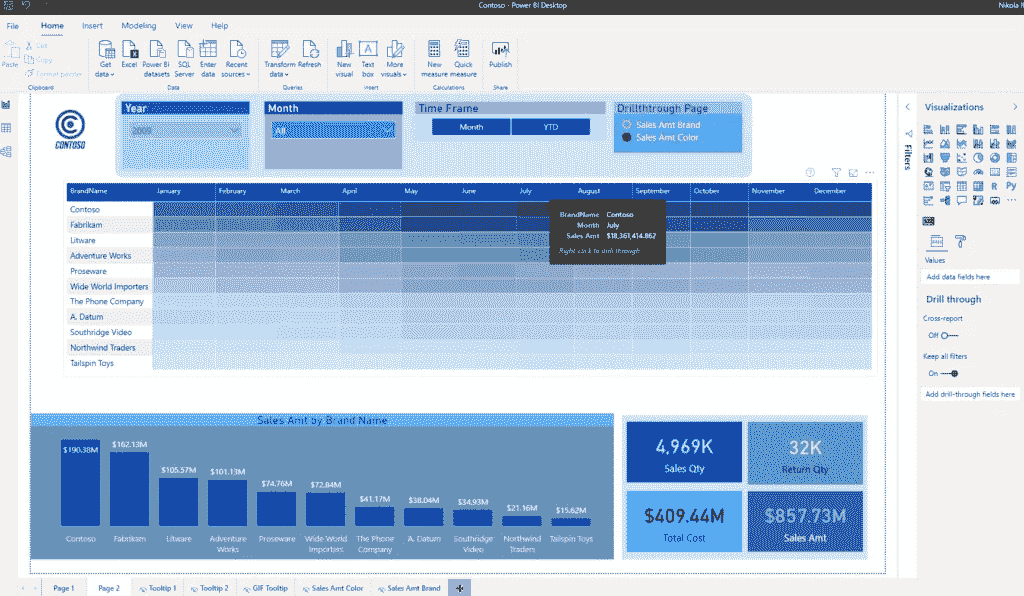 Contoso - Power BI Desktop
Nikola
File Home Insert Modeling View Help
Paste
Cut
Copy
Format painter
Clipboard
Get data
Excel
Power BI datasets
SQL Server
Enter data
Recent sources
Data
Transform data
Refresh
Queries
New visual
Text box
More visuals
Insert
New measure
Quick measure
Calculations
Publish
Share
CONTOSO
Year
2009
Month
All
Time Frame
Month YTD
Drillthrough Page
Sales Amt Brand
Sales Amt Color
BrandName January February March April May June July August September October November December
Contoso
Fabrikam
Litware
Adventure Works
Proseware
Wide World Importers
The Phone Company
A. Datum
Southridge Video
Northwind Traders
Tailspin Toys
BrandName Contoso
Month July
Sales Amt $18,361,414.862
Right click to drill through
Sales Amt by Brand Name
$190.38M $162.13M $105.57M $101.13M $74.76M $72.84M $41.17M $38.04M $34.93M $21.16M $15.62M
Contoso Fabrikam Litware Adventure Works Proseware Wide World Importers The Phone Company A. Datum Southridge Video Northwind Traders Tailspin Toys
4,969K
Sales Qty
32K
Return Qty
$409.44M
Total Cost
$857.73M
Sales Amt
Filters
Visualizations
Values
Add data fields here
Drill through
Cross-report
Off
Keep all filters
On
Add drill-through fields here
Page 1 Page 2 Tooltip 1 Tooltip 2 GIF Tooltip Sales Amt Color Sales Amt Brand